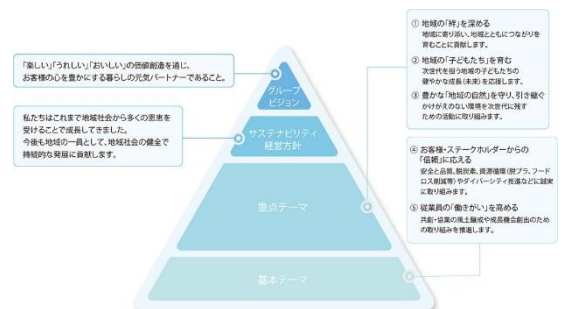 「楽しい」「うれしい」「おいしい」の価値創造を通じ、
お客様の心を豊かにする暮らしの元気パートナーであること。
私たちはこれまで地域社会から多くの恩恵を
受けることで成長してきました。
今後も地域の一員として、地域社会の健全で
持続的な発展に貢献します。
グループ
ビジョン
サステナビリティ
経営方針
重点テーマ
基本テーマ
① 地域の「絆」を深める
地域に寄り添い、地域とともにつながりを
育むことに貢献します。
② 地域の「子どもたち」を育む
次世代を担う地域の子どもたちの
健やかな成長(未来)を応援します。
③ 豊かな「地域の自然」を守り、引き継ぐ
かけがえのない環境を次世代に残す
ための活動に取り組みます。
④ お客様・ステークホルダーからの
「信頼」に応える
安全と品質、脱炭素、資源循環(脱プラ、フード
ロス削減等)やダイバーシティ推進などに誠実
に取り組みます。
⑤ 従業員の「働きがい」を高める
共創・協業の風土醸成や成長機会創出のため
の取り組みを推進します。